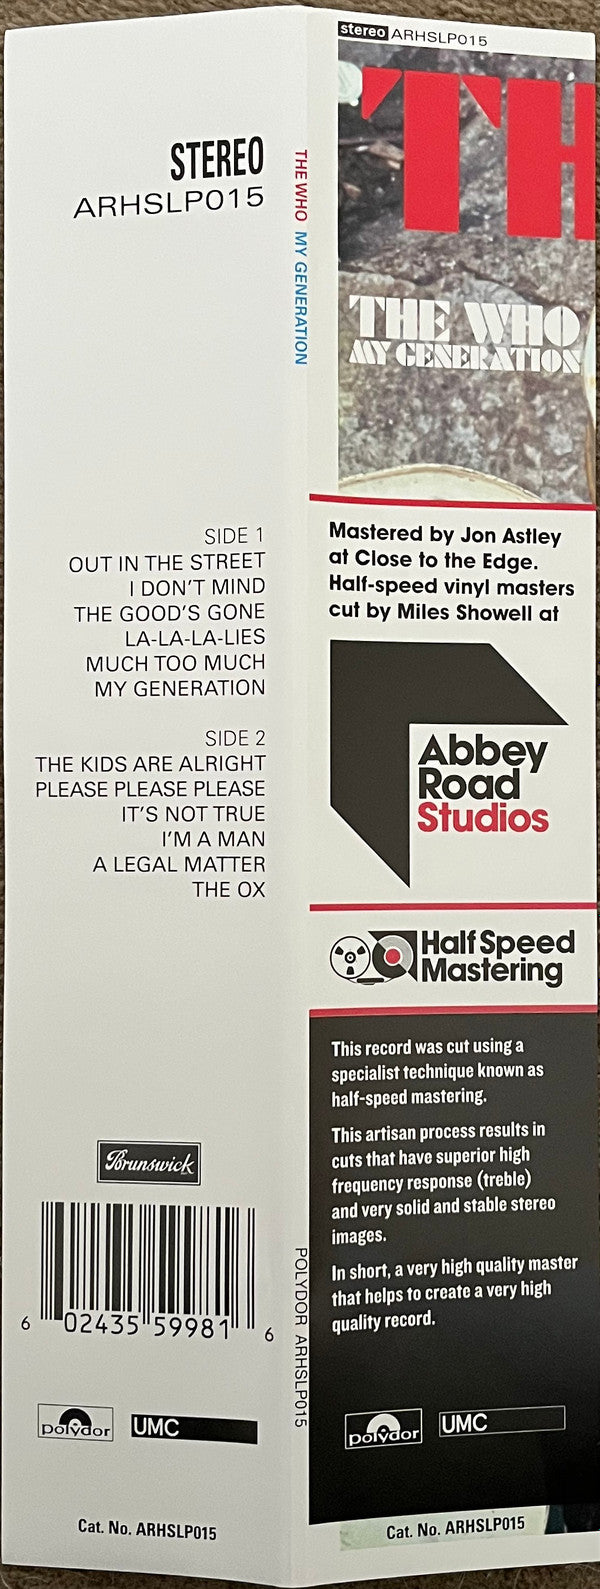 STEREO
ARHSLP015
SIDE 1
OUT IN THE STREET
I DON'T MIND
THE GOOD'S GONE
LA-LA-LA-LIES
MUCH TOO MUCH
MY GENERATION
SIDE 2
THE KIDS ARE ALRIGHT
PLEASE PLEASE PLEASE
IT'S NOT TRUE
I'M A MAN
A LEGAL MATTER
THE OX
Brunswick
6 02435 59981 6
polydor UMC
Cat. No. ARHSLP015
THE WHO MY GENERATION
POLYDOR ARHSLP015
stereo ARHSLP015
TH
THE WHO
MY GENERATION
Mastered by Jon Astley
at Close to the Edge.
Half-speed vinyl masters
cut by Miles Showell at
Abbey
Road
Studios
Half Speed
Mastering
This record was cut using a
specialist technique known as
half-speed mastering.
This artisan process results in
cuts that have superior high
frequency response (treble)
and very solid and stable stereo
images.
In short, a very high quality master
that helps to create a very high
quality record.
polydor UMC
Cat. No. ARHSLP015